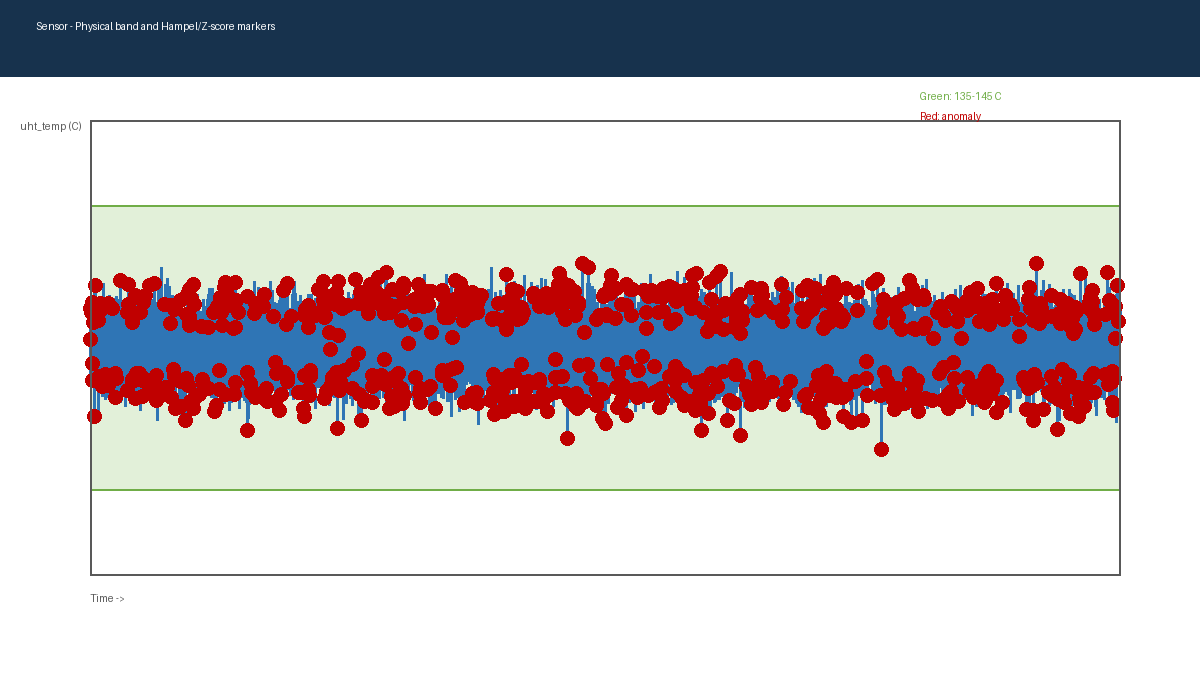 Sensor - Physical band and Hampel/Z-score markers
Green: 135-145 C
Red: anomaly
uht_temp (C)
Time ->